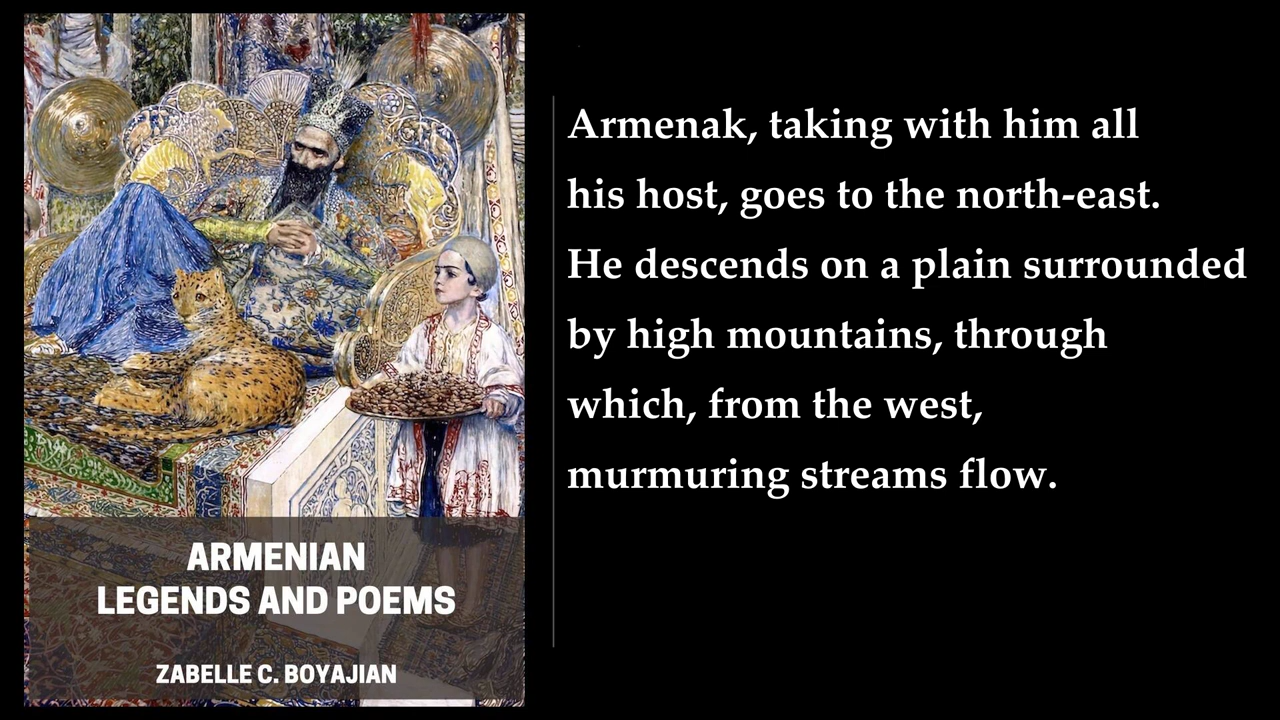 ARMENIAN
LEGENDS AND POEMS
ZABELLE C. BOYAJIAN
Armenak, taking with him all
his host, goes to the north-east.
He descends on a plain surrounded
by high mountains, through
which, from the west,
murmuring streams flow.